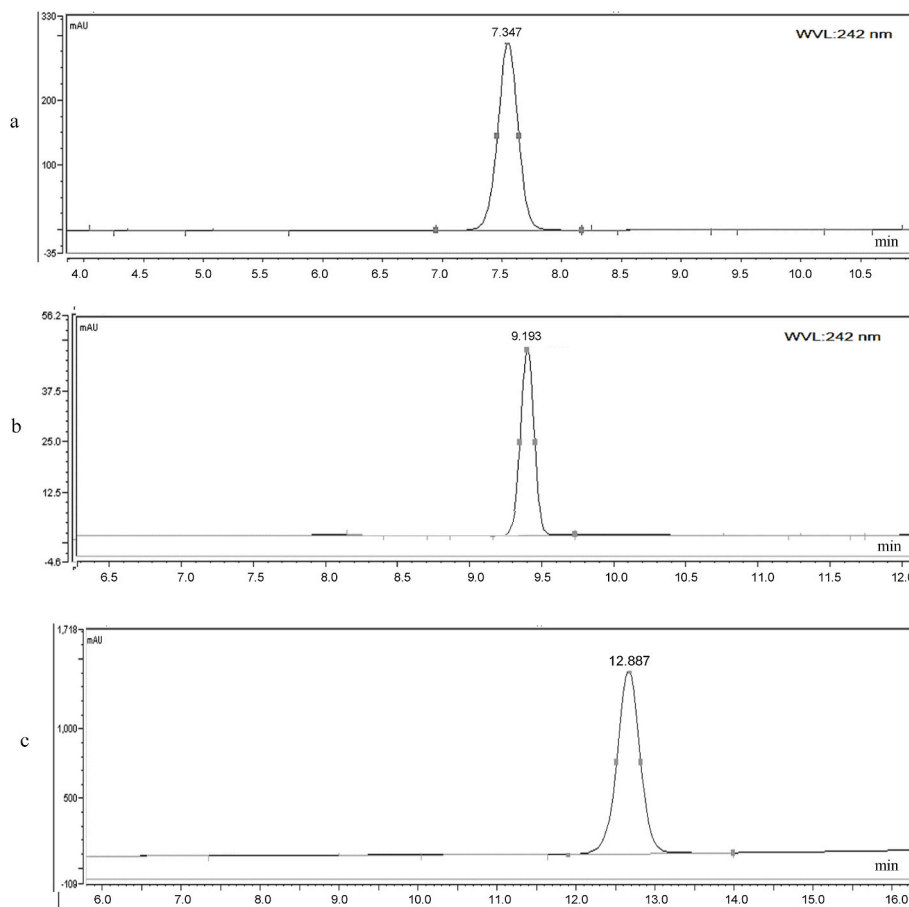 a
330
mAU
7.347
WVL:242 nm
200
100
-35
min
4.0 4.5 5.0 5.5 6.0 6.5 7.0 7.5 8.0 8.5 9.0 9.5 10.0 10.5
b
56.2
mAU
9.193
WVL:242 nm
37.5
25.0
12.5
-4.6
min
6.5 7.0 7.5 8.0 8.5 9.0 9.5 10.0 10.5 11.0 11.5 12.0
c
1,718
mAU
12.887
1,000
500
-109
min
6.0 7.0 8.0 9.0 10.0 11.0 12.0 13.0 14.0 15.0 16.0